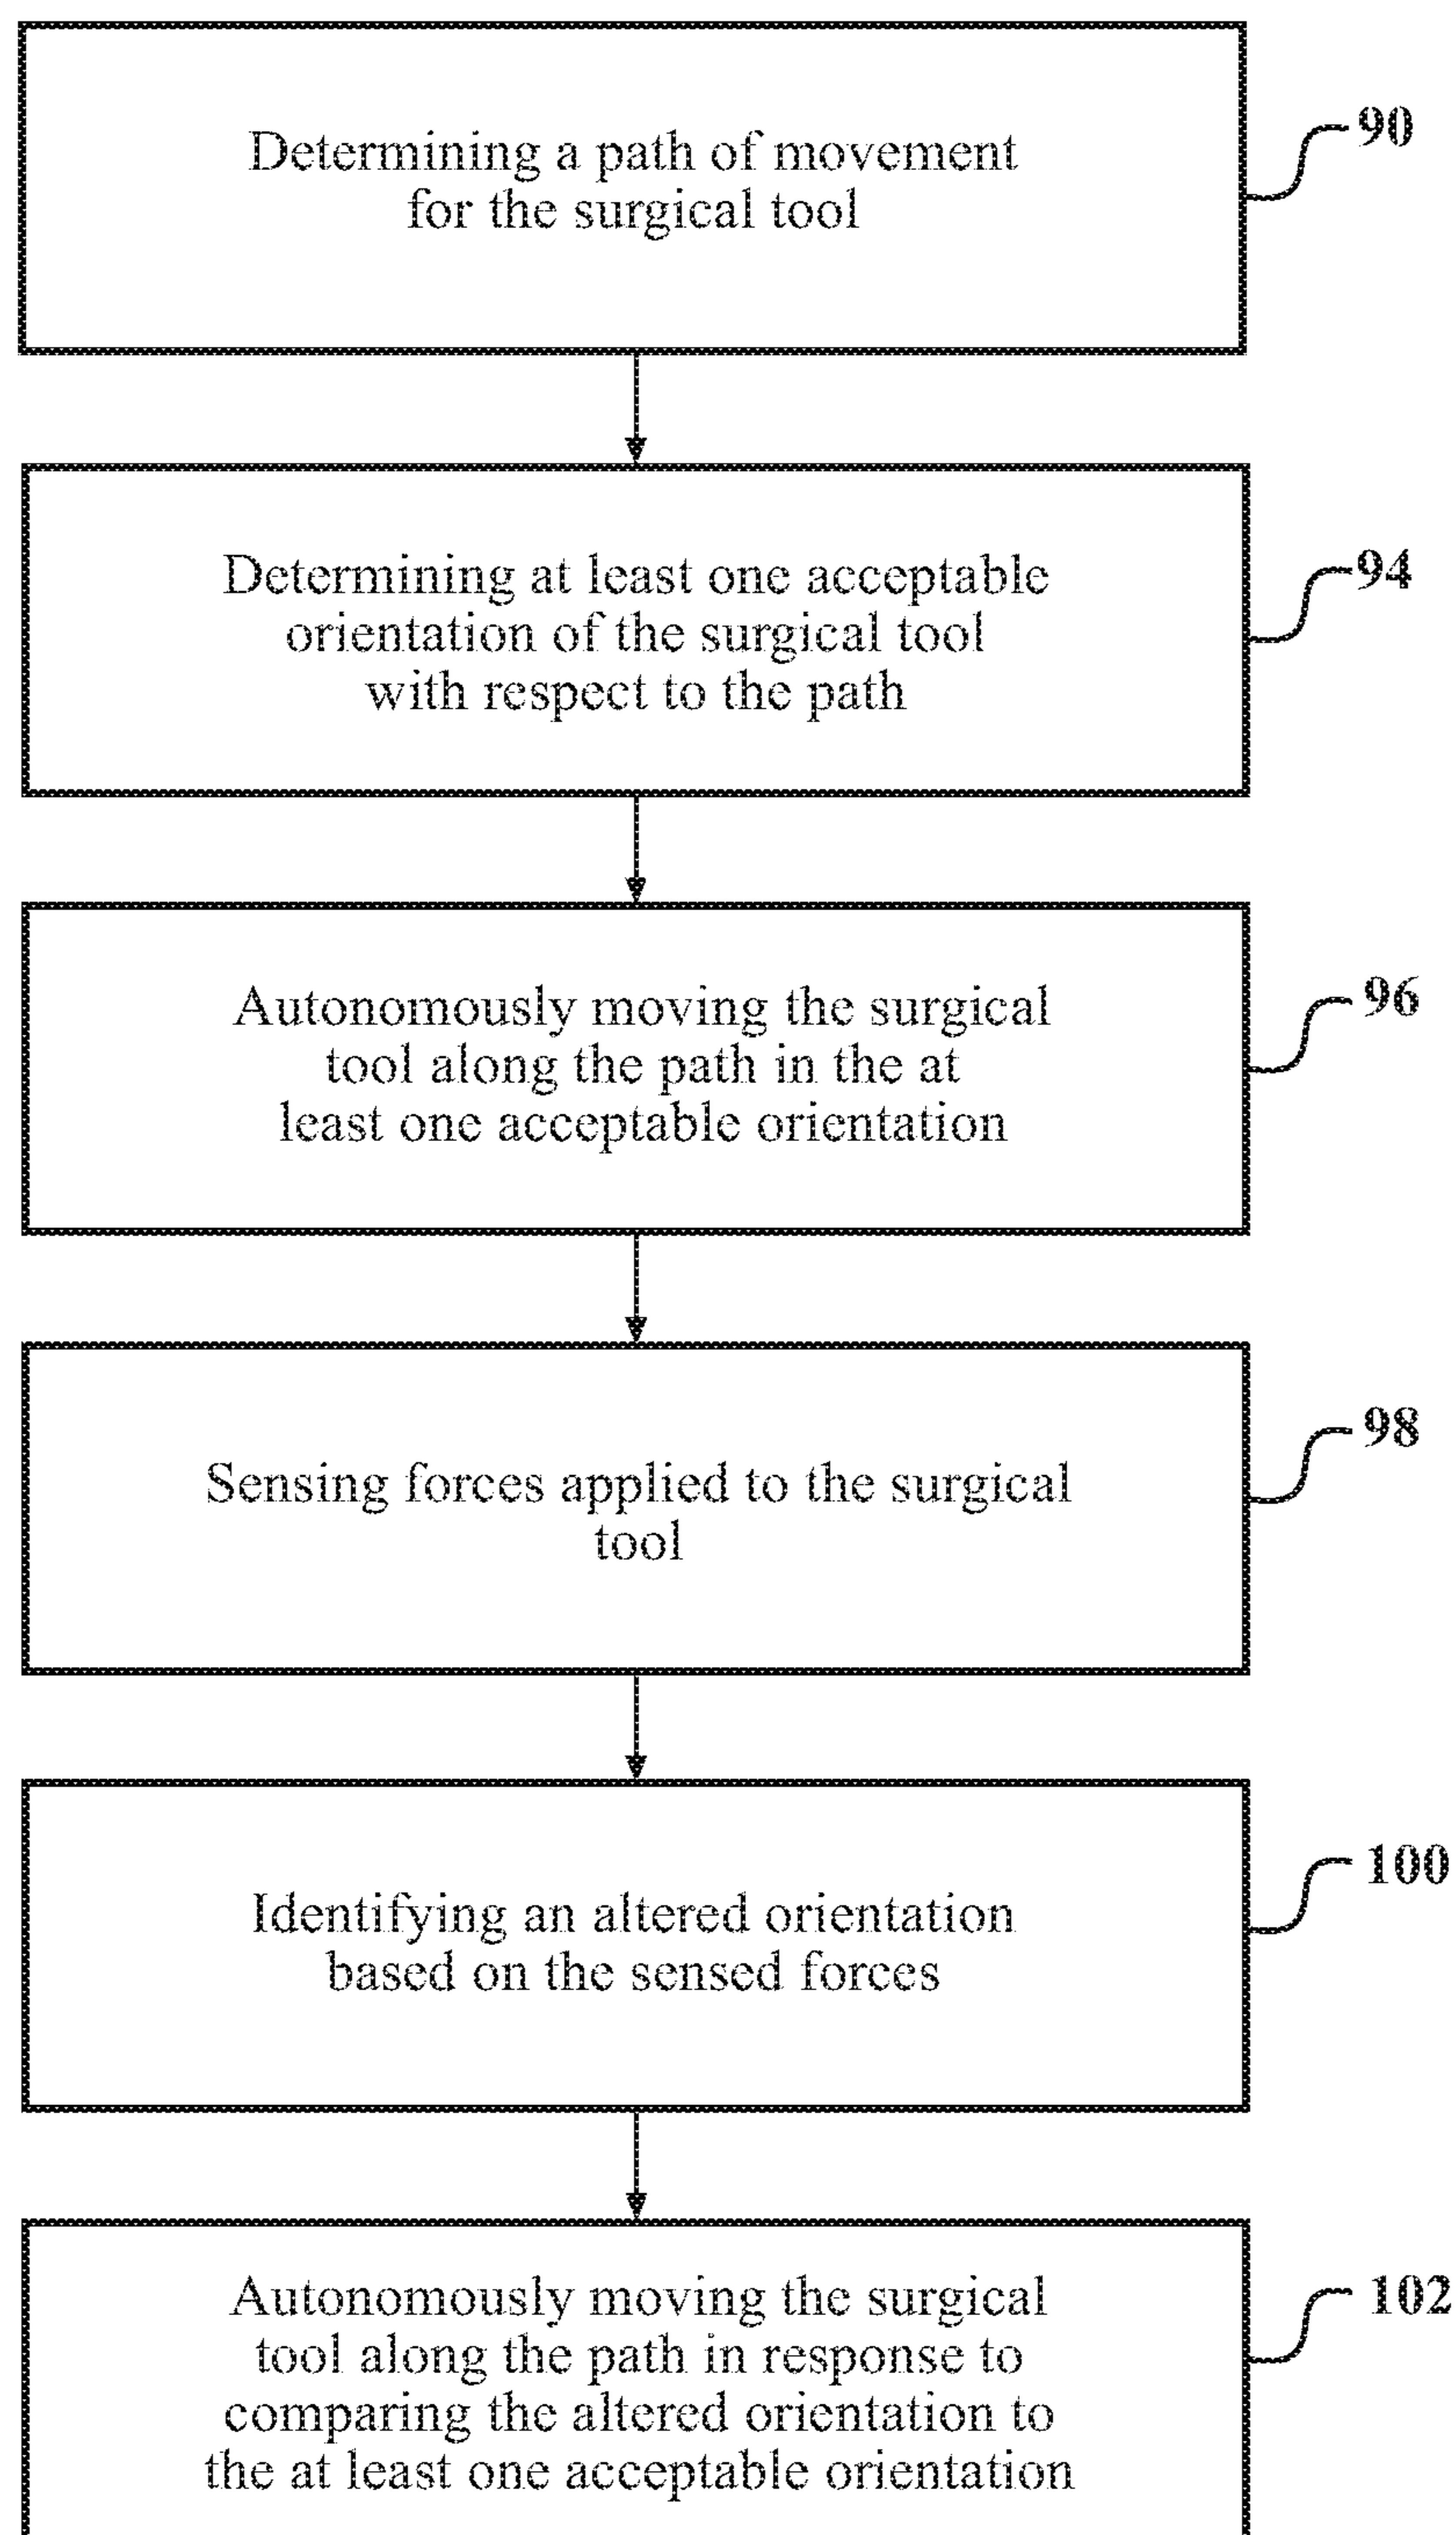 Determining a path of movement
for the surgical tool
90
Determining at least one acceptable
orientation of the surgical tool
with respect to the path
94
Autonomously moving the surgical
tool along the path in the at
least one acceptable orientation
96
Sensing forces applied to the surgical
tool
98
Identifying an altered orientation
based on the sensed forces
100
Autonomously moving the surgical
tool along the path in response to
comparing the altered orientation to
the at least one acceptable orientation
102